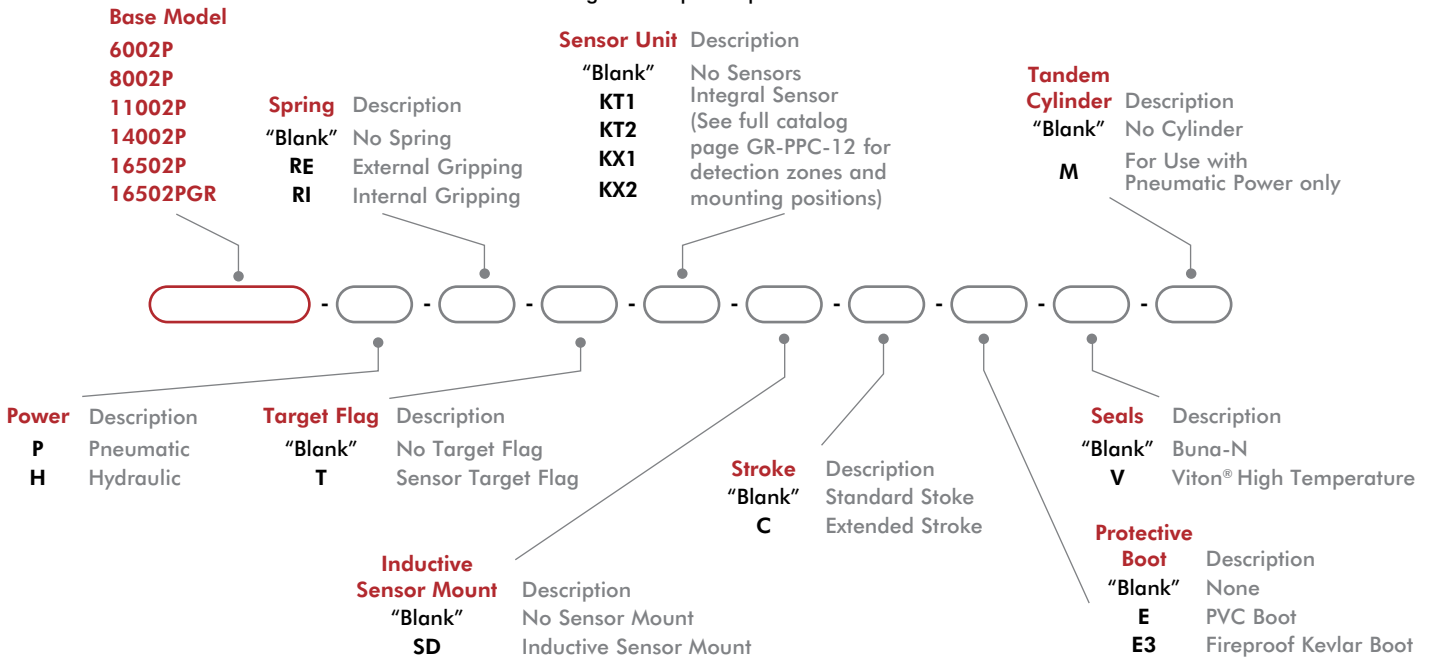 Base Model
6002P
8002P
11002P
14002P
16502P
16502PGR
Spring Description
“Blank” No Spring
RE External Gripping
RI Internal Gripping
Sensor Unit Description
“Blank” No Sensors
KT1 Integral Sensor
KT2 (See full catalog
KX1 page GR-PPC-12 for
KX2 detection zones and
mounting positions)
Tandem
Cylinder Description
“Blank” No Cylinder
M For Use with
Pneumatic Power only
- - - - - - - - -
Power Description
P Pneumatic
H Hydraulic
Target Flag Description
“Blank” No Target Flag
T Sensor Target Flag
Inductive
Sensor Mount Description
“Blank” No Sensor Mount
SD Inductive Sensor Mount
Stroke Description
“Blank” Standard Stoke
C Extended Stroke
Protective
Boot Description
“Blank” None
E PVC Boot
E3 Fireproof Kevlar Boot
Seals Description
“Blank” Buna-N
V Viton® High Temperature